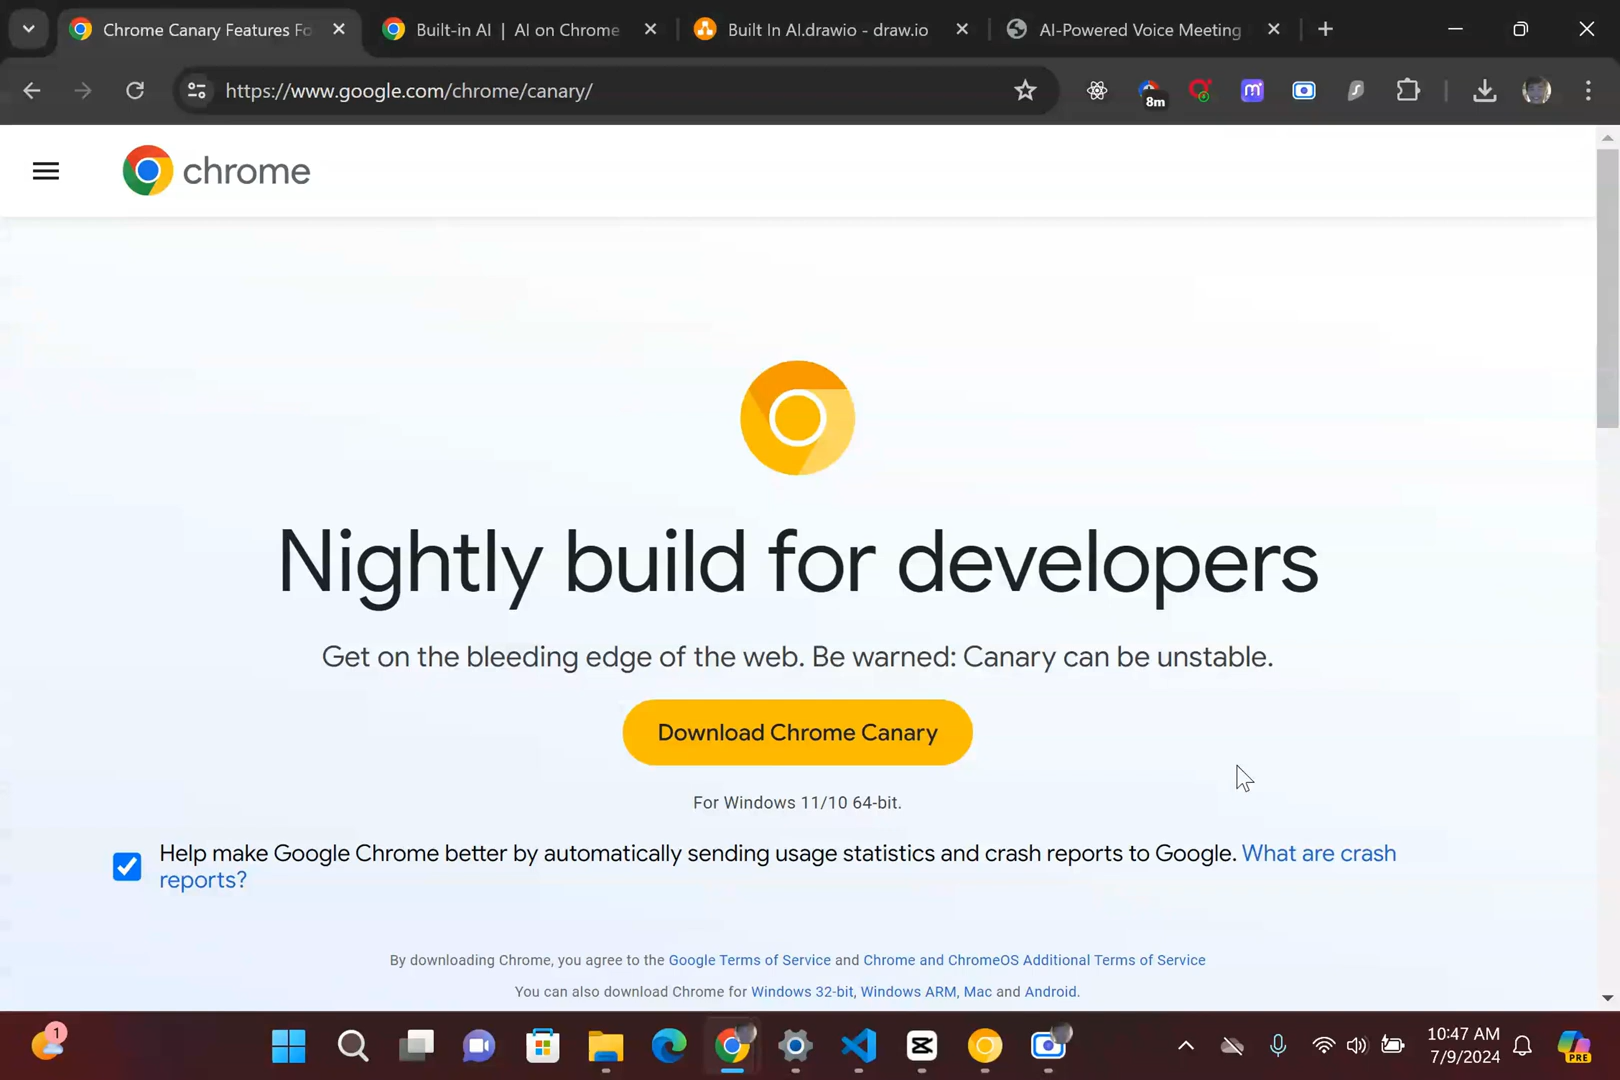 Chrome Canary Features Fo
Built-in AI | AI on Chrome
Built In AI.drawio - draw.io
AI-Powered Voice Meeting
https://www.google.com/chrome/canary/
8m
chrome
Nightly build for developers
Get on the bleeding edge of the web. Be warned: Canary can be unstable.
Download Chrome Canary
For Windows 11/10 64-bit.
Help make Google Chrome better by automatically sending usage statistics and crash reports to Google. What are crash
reports?
By downloading Chrome, you agree to the Google Terms of Service and Chrome and ChromeOS Additional Terms of Service
You can also download Chrome for Windows 32-bit, Windows ARM, Mac and Android.
1
10:47 AM
7/9/2024
PRE